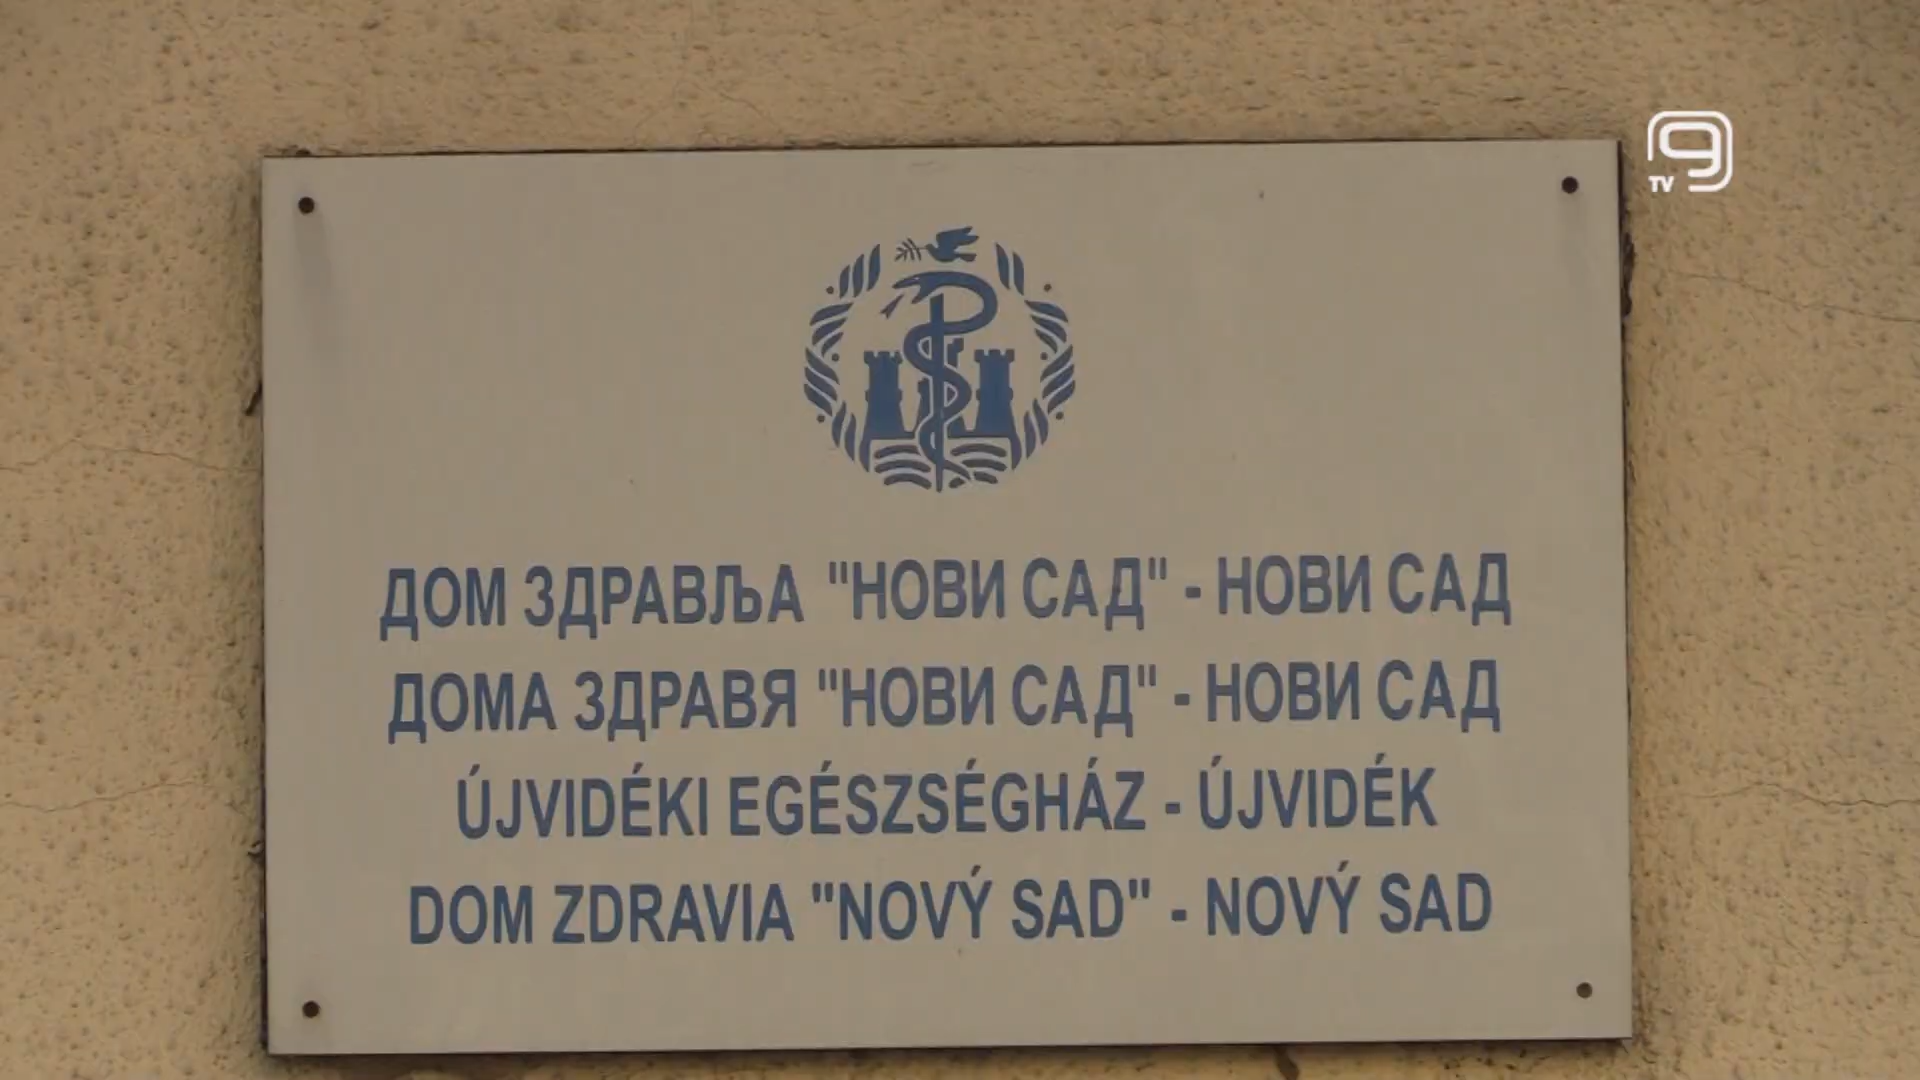 9
TV
ДОМ ЗДРАВЉА "НОВИ САД" - НОВИ САД
ДОМА ЗДРАВЯ "НОВИ САД" - НОВИ САД
ÚJVIDÉKI EGÉSZSÉGHÁZ - ÚJVIDÉK
DOM ZDRAVIA "NOVÝ SAD" - NOVÝ SAD